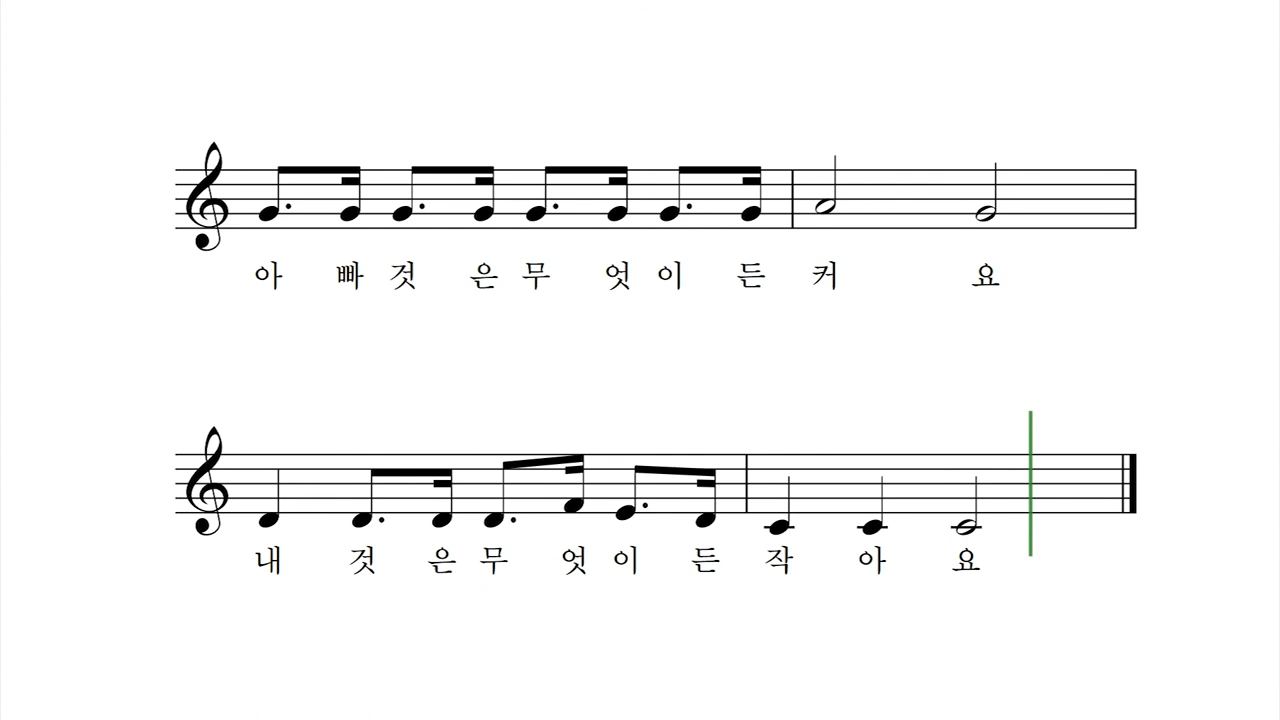 아 빠 것 은 무 엇 이 든 커 요
내 것 은 무 엇 이 든 작 아 요